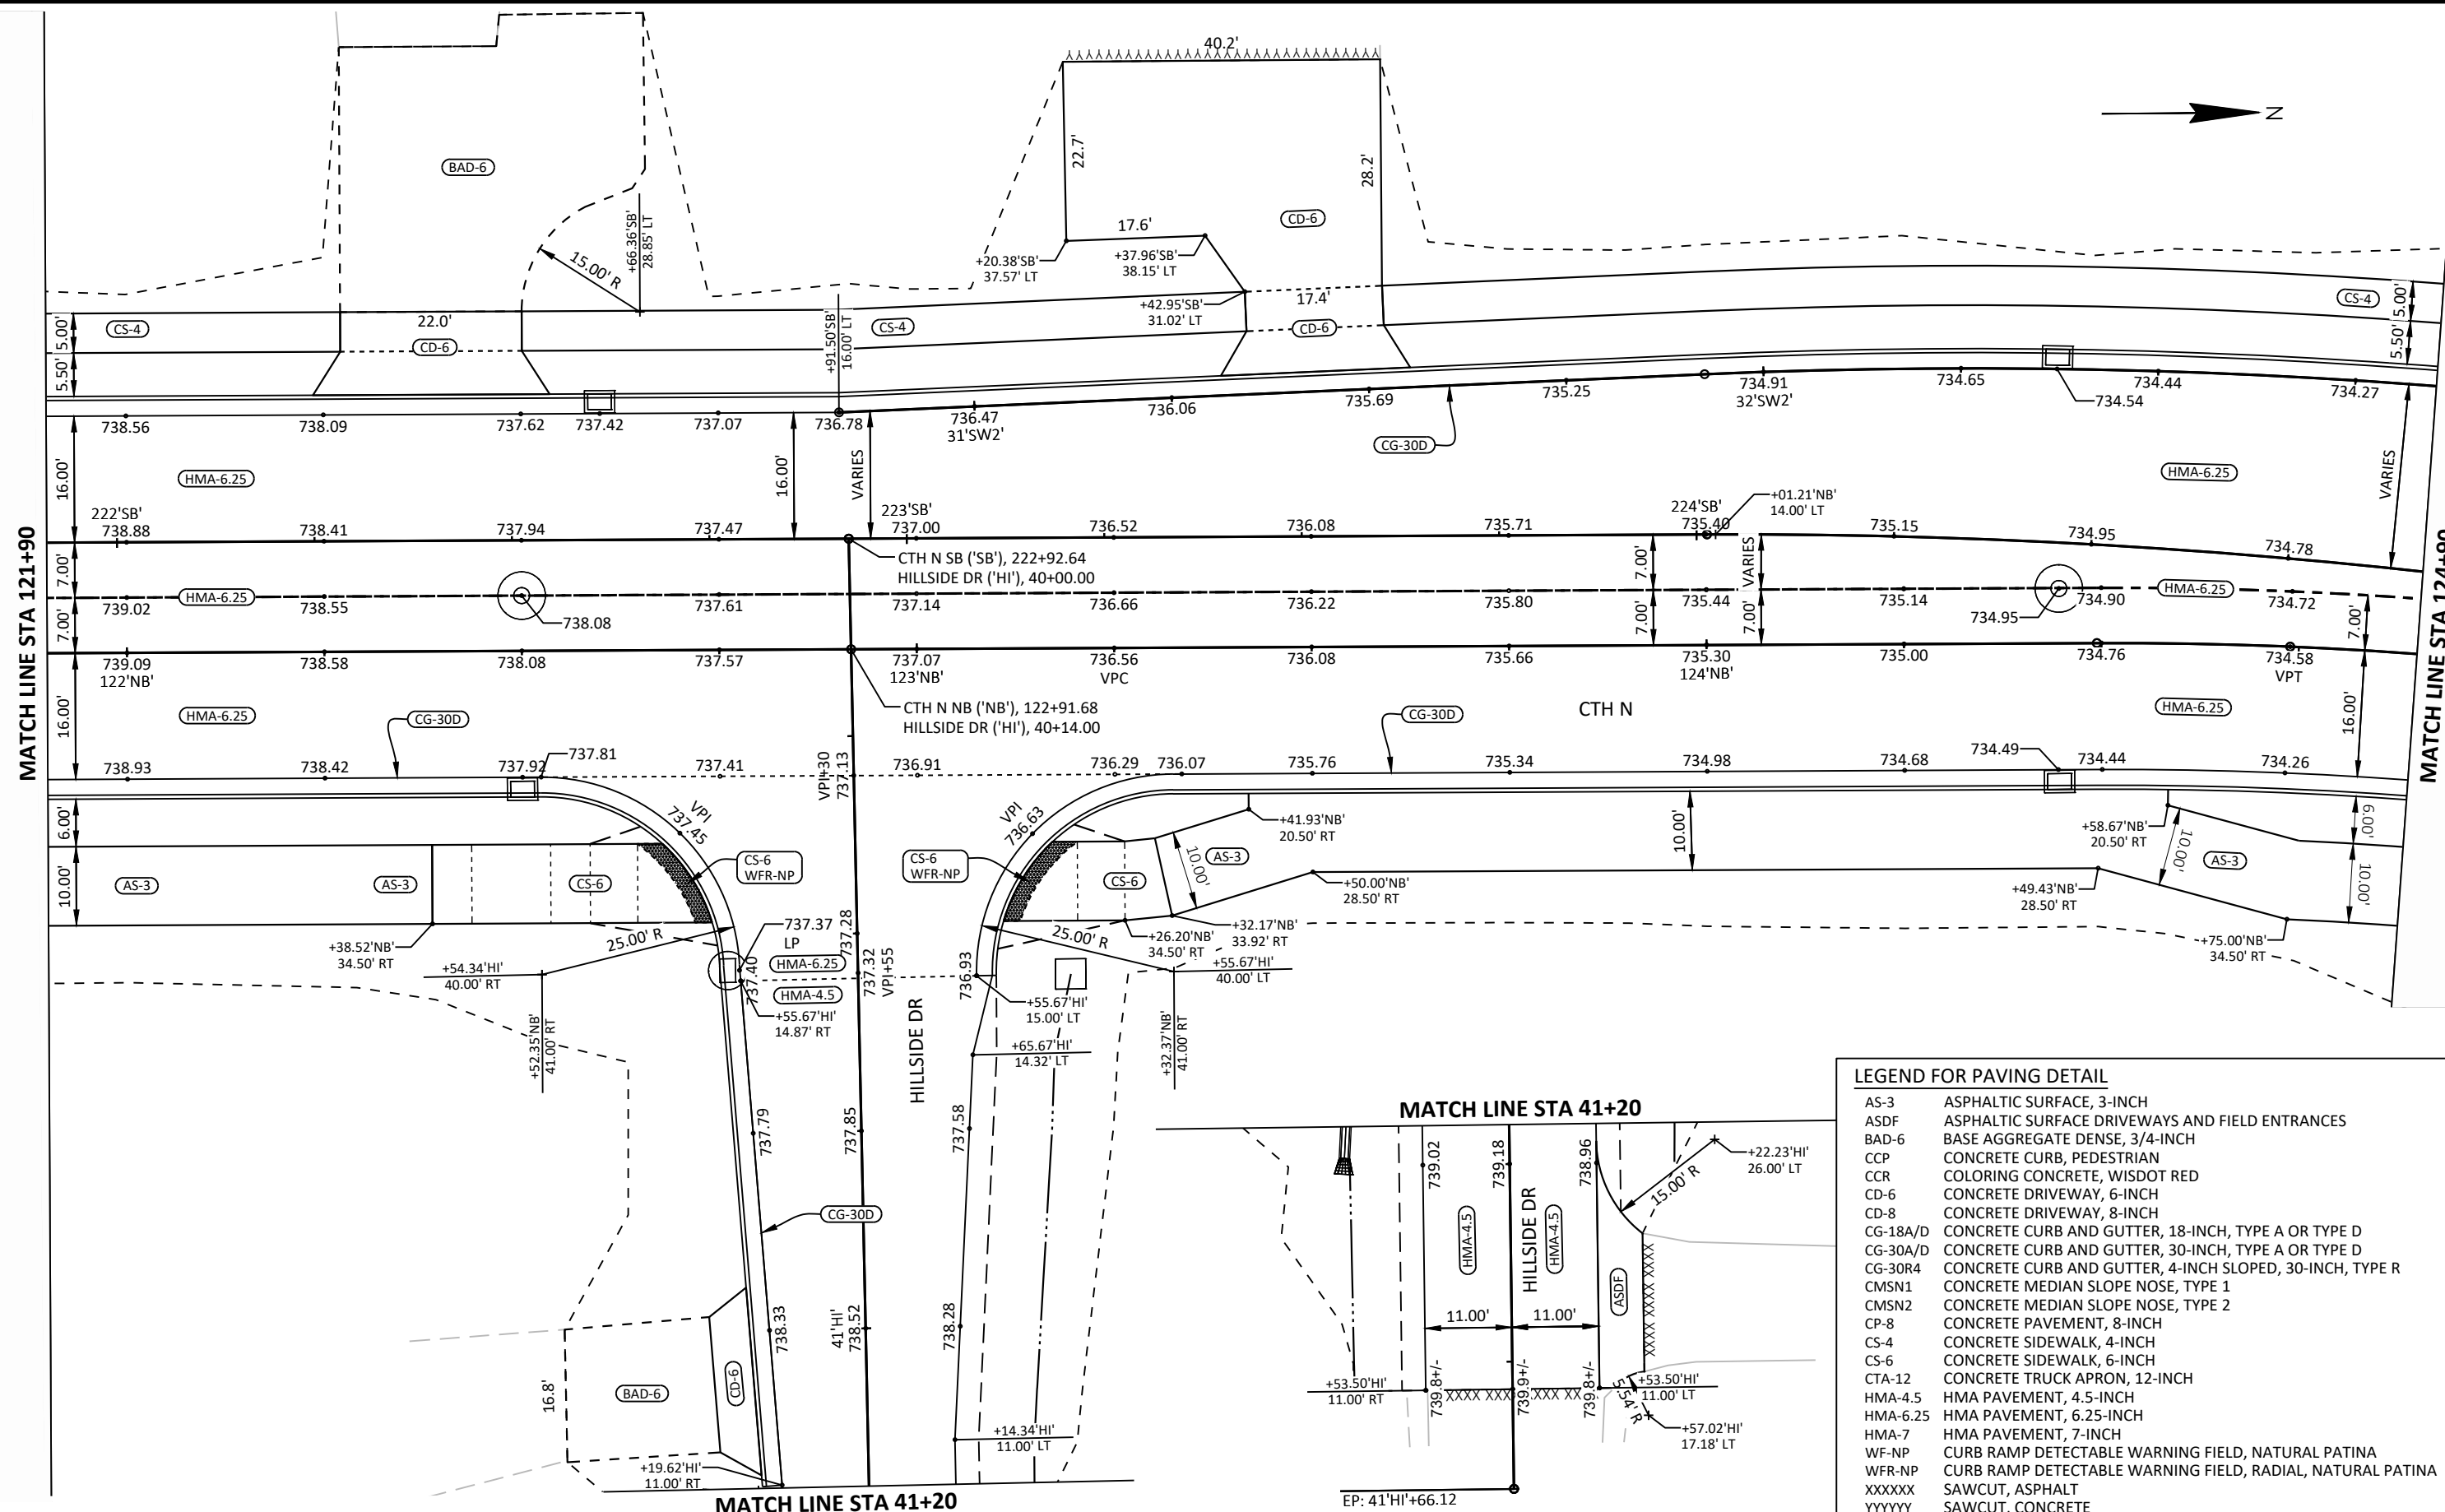 40.2'
N
BAD-6
22.7'
28.2'
CD-6
15.00' R
+66.36'SB'
28.85' LT
17.6'
+20.38'SB'
37.57' LT
+37.96'SB'
38.15' LT
+42.95'SB'
31.02' LT
17.4'
CS-4
5.00'
5.50'
CS-4
22.0'
CD-6
+91.50'SB'
16.00' LT
CS-4
CD-6
CS-4
5.00'
5.50'
738.56
738.09
737.62
737.42
737.07
736.78
736.47
31'SW2'
736.06
735.69
735.25
734.91
32'SW2'
734.65
734.54
734.44
734.27
CG-30D
16.00'
HMA-6.25
16.00'
VARIES
HMA-6.25
VARIES
+01.21'NB'
14.00' LT
222'SB'
738.88
738.41
737.94
737.47
223'SB'
737.00
736.52
736.08
735.71
224'SB'
735.40
735.15
734.95
734.78
MATCH LINE STA 121+90
MATCH LINE STA 124+90
CTH N SB ('SB'), 222+92.64
HILLSIDE DR ('HI'), 40+00.00
7.00'
7.00'
HMA-6.25
7.00'
7.00'
VARIES
7.00'
HMA-6.25
7.00'
739.02
738.55
738.08
737.61
737.14
736.66
736.22
735.80
735.44
735.14
734.95
734.90
734.72
739.09
122'NB'
738.58
738.08
737.57
737.07
123'NB'
736.56
VPC
736.08
735.66
735.30
124'NB'
735.00
734.76
734.58
VPT
CTH N NB ('NB'), 122+91.68
HILLSIDE DR ('HI'), 40+14.00
16.00'
HMA-6.25
CG-30D
CG-30D
CTH N
HMA-6.25
16.00'
738.93
738.42
737.92
737.81
737.41
VPI+30
737.13
736.91
736.29
736.07
735.76
735.34
734.98
734.68
734.49
734.44
734.26
6.00'
10.00'
AS-3
AS-3
CS-6
VPI
737.45
CS-6
WFR-NP
CS-6
WFR-NP
VPI
736.63
CS-6
10.00'
AS-3
+41.93'NB'
20.50' RT
+50.00'NB'
28.50' RT
10.00'
+58.67'NB'
20.50' RT
+49.43'NB'
28.50' RT
10.00'
AS-3
6.00'
10.00'
+75.00'NB'
34.50' RT
+38.52'NB'
34.50' RT
25.00' R
+54.34'HI'
40.00' RT
737.37
LP
HMA-6.25
HMA-4.5
737.40
737.28
737.32
VPI+55
736.93
25.00' R
+26.20'NB'
34.50' RT
+32.17'NB'
33.92' RT
+55.67'HI'
40.00' LT
+55.67'HI'
14.87' RT
+55.67'HI'
15.00' LT
+52.35'NB'
41.00' RT
+32.37'NB'
41.00' RT
HILLSIDE DR
+65.67'HI'
14.32' LT
737.79
737.85
737.58
CG-30D
738.33
41'HI'
738.52
738.28
16.8'
BAD-6
CD-6
+19.62'HI'
11.00' RT
+14.34'HI'
11.00' LT
MATCH LINE STA 41+20
MATCH LINE STA 41+20
739.02
739.18
738.96
+22.23'HI'
26.00' LT
15.00' R
HMA-4.5
HILLSIDE DR
HMA-4.5
ASDF
11.00'
11.00'
+53.50'HI'
11.00' RT
739.8+/-
739.9+/-
739.8+/-
+53.50'HI'
11.00' LT
5.54' R
+57.02'HI'
17.18' LT
EP: 41'HI'+66.12
LEGEND FOR PAVING DETAIL
AS-3 ASPHALTIC SURFACE, 3-INCH
ASDF ASPHALTIC SURFACE DRIVEWAYS AND FIELD ENTRANCES
BAD-6 BASE AGGREGATE DENSE, 3/4-INCH
CCP CONCRETE CURB, PEDESTRIAN
CCR COLORING CONCRETE, WISDOT RED
CD-6 CONCRETE DRIVEWAY, 6-INCH
CD-8 CONCRETE DRIVEWAY, 8-INCH
CG-18A/D CONCRETE CURB AND GUTTER, 18-INCH, TYPE A OR TYPE D
CG-30A/D CONCRETE CURB AND GUTTER, 30-INCH, TYPE A OR TYPE D
CG-30R4 CONCRETE CURB AND GUTTER, 4-INCH SLOPED, 30-INCH, TYPE R
CMSN1 CONCRETE MEDIAN SLOPE NOSE, TYPE 1
CMSN2 CONCRETE MEDIAN SLOPE NOSE, TYPE 2
CP-8 CONCRETE PAVEMENT, 8-INCH
CS-4 CONCRETE SIDEWALK, 4-INCH
CS-6 CONCRETE SIDEWALK, 6-INCH
CTA-12 CONCRETE TRUCK APRON, 12-INCH
HMA-4.5 HMA PAVEMENT, 4.5-INCH
HMA-6.25 HMA PAVEMENT, 6.25-INCH
HMA-7 HMA PAVEMENT, 7-INCH
WF-NP CURB RAMP DETECTABLE WARNING FIELD, NATURAL PATINA
WFR-NP CURB RAMP DETECTABLE WARNING FIELD, RADIAL, NATURAL PATINA
XXXXXX SAWCUT, ASPHALT
YYYYYY SAWCUT, CONCRETE